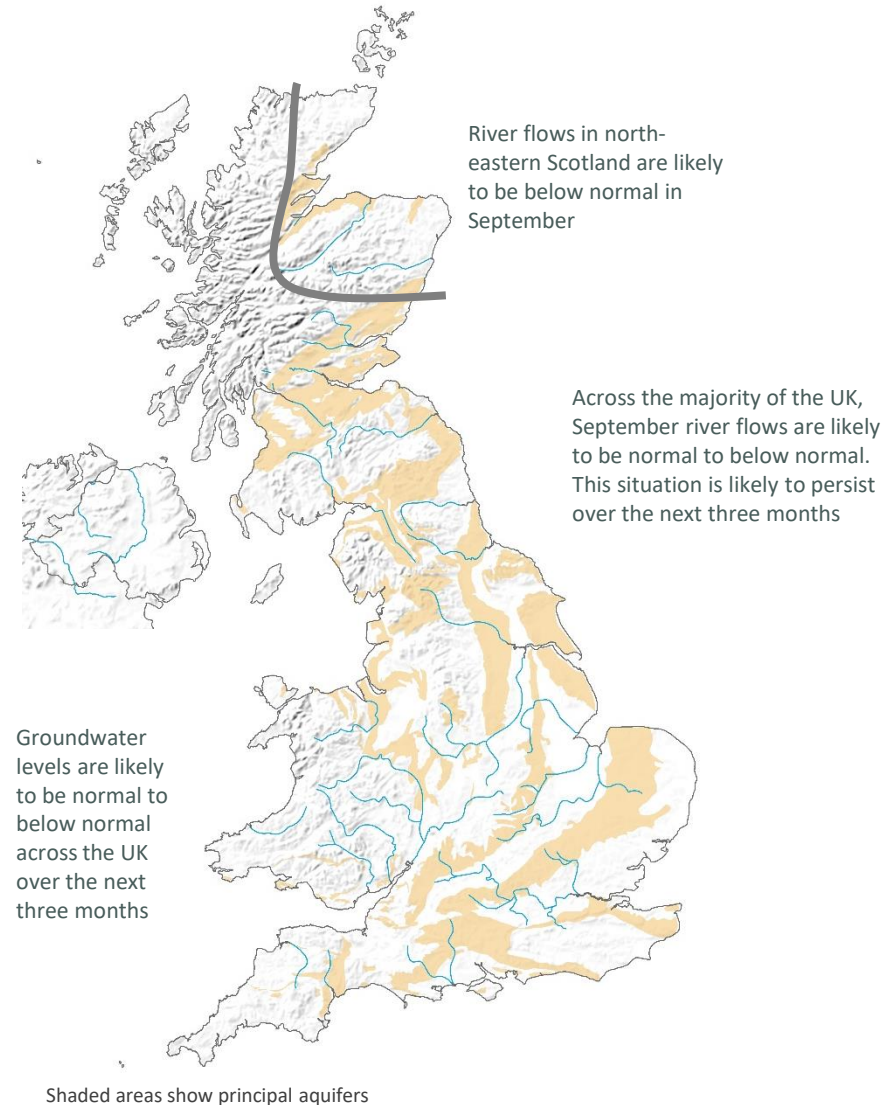 River flows in north-
eastern Scotland are likely
to be below normal in
September
Across the majority of the UK,
September river flows are likely
to be normal to below normal.
This situation is likely to persist
over the next three months
Groundwater
levels are likely
to be normal to
below normal
across the UK
over the next
three months
Shaded areas show principal aquifers